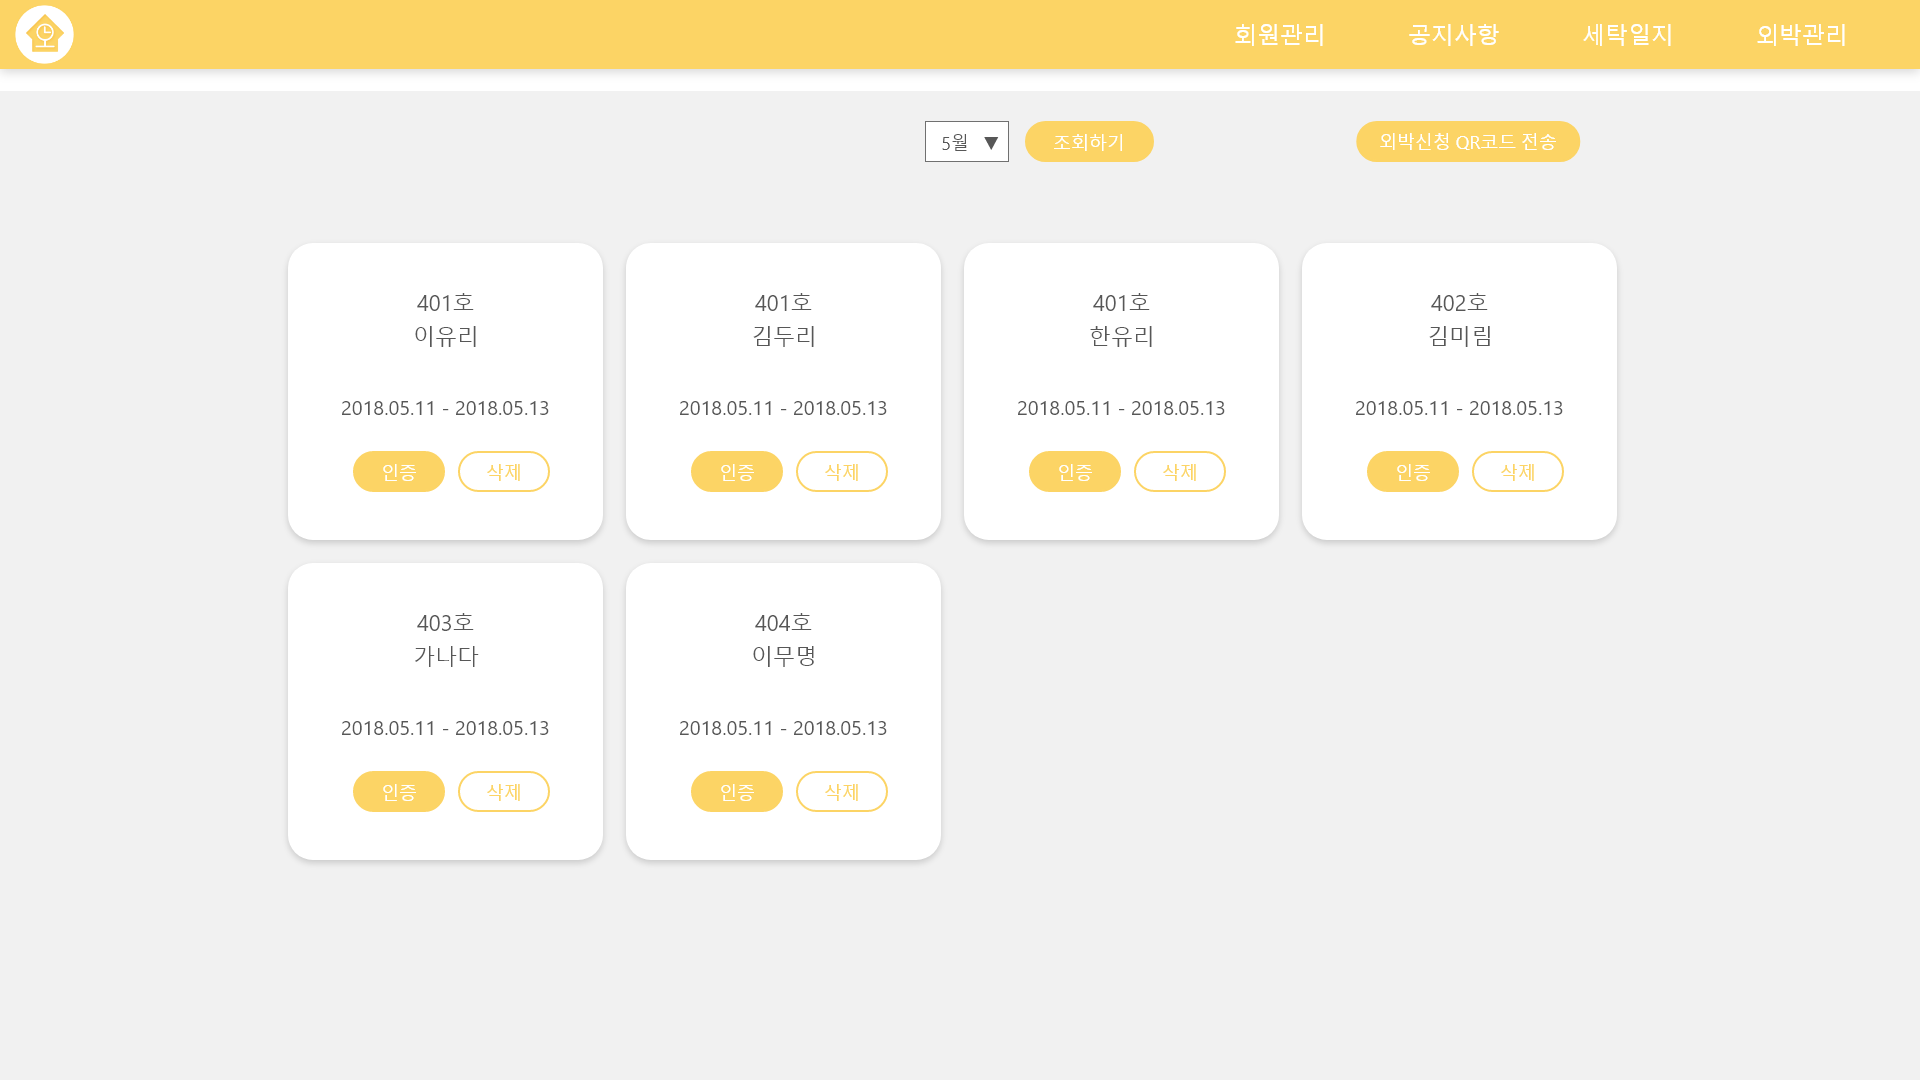 회원관리 공지사항 세탁일지 외박관리
5월 ▼ 조회하기 외박신청 QR코드 전송
401호
이유리
2018.05.11 - 2018.05.13
인증 삭제
401호
김두리
2018.05.11 - 2018.05.13
인증 삭제
401호
한유리
2018.05.11 - 2018.05.13
인증 삭제
402호
김미림
2018.05.11 - 2018.05.13
인증 삭제
403호
가나다
2018.05.11 - 2018.05.13
인증 삭제
404호
이무명
2018.05.11 - 2018.05.13
인증 삭제